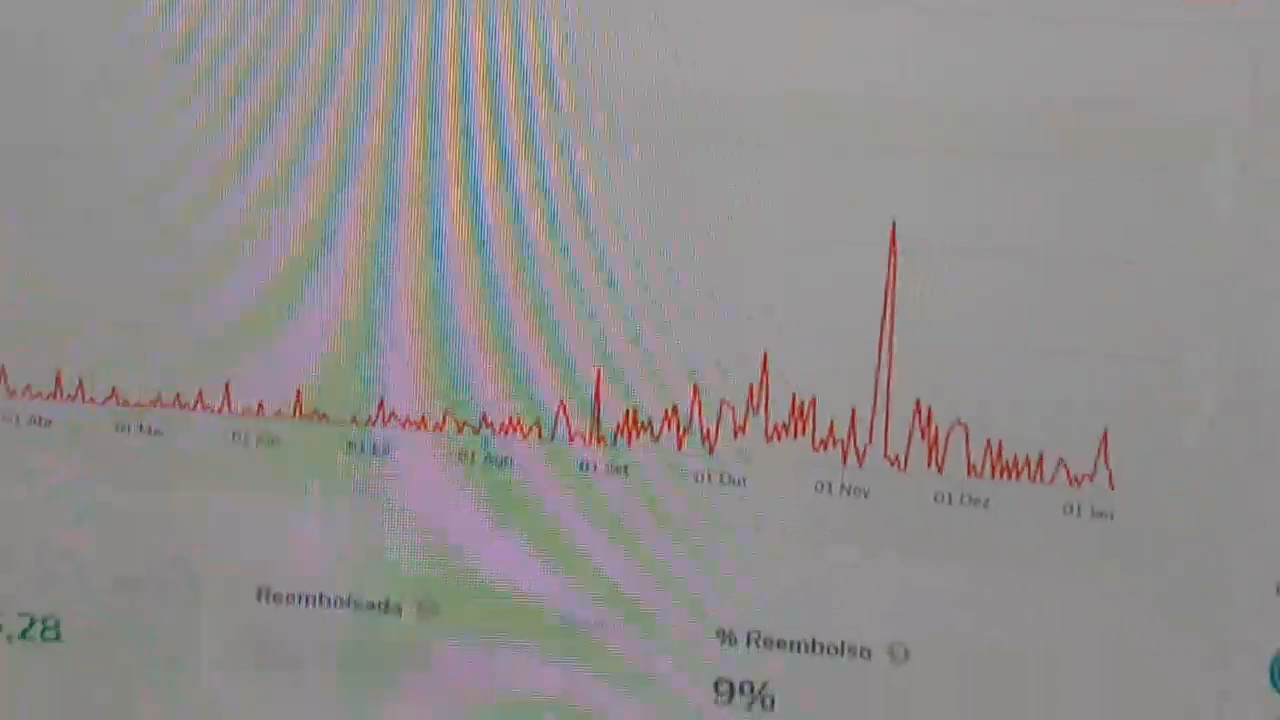 01 Abr 01 Mai 01 Jun 01 Jul 01 Ago 01 Set 01 Out 01 Nov 01 Dez 01 Jan
Reembolsada
% Reembolso
,28
9%